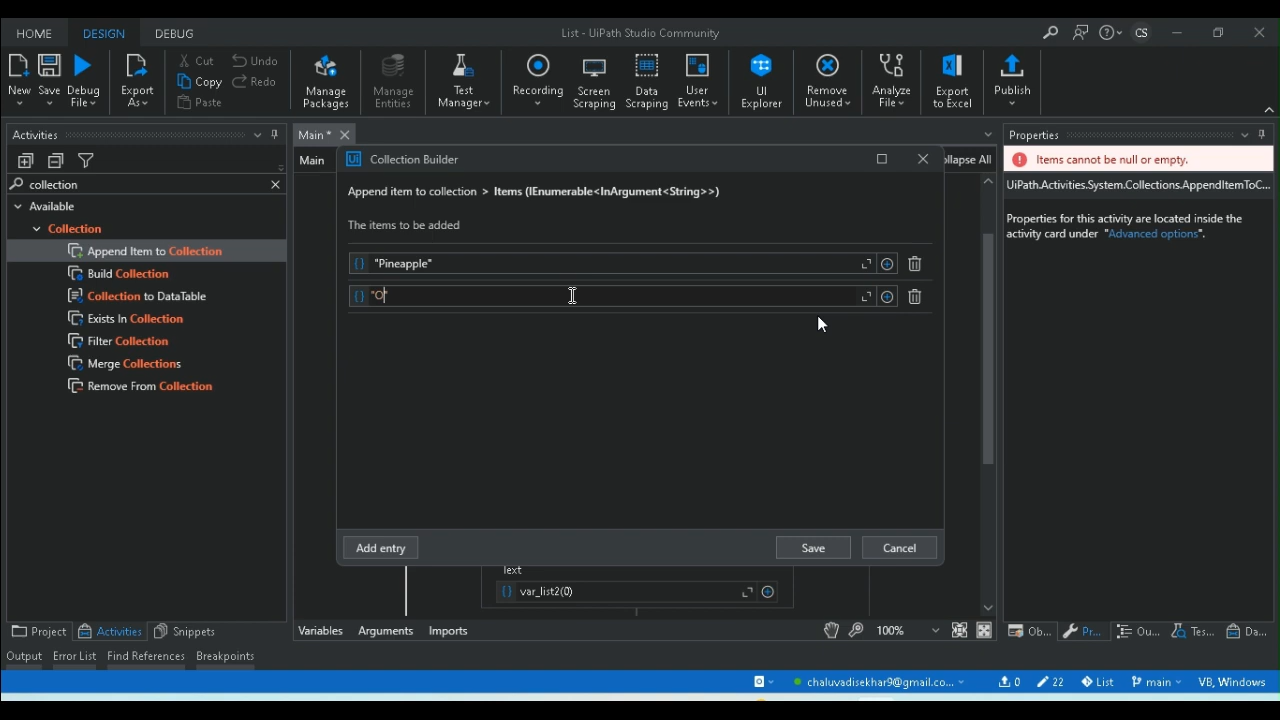 HOME DESIGN DEBUG List - UiPath Studio Community CS
New Save Debug File Export As Cut Copy Paste Undo Redo Manage Packages Manage Entities Test Manager Recording Screen Scraping Data Scraping User Events UI Explorer Remove Unused Analyze File Export to Excel Publish
Activities
collection
Available
Collection
Append Item to Collection
Build Collection
Collection to DataTable
Exists In Collection
Filter Collection
Merge Collections
Remove From Collection
Main *
Main
ollapse All
Collection Builder
Append item to collection > Items (IEnumerable<InArgument<String>>)
The items to be added
"Pineapple"
"O"
Add entry Save Cancel
Text
var_list2(0)
Properties
Items cannot be null or empty.
UiPath.Activities.System.Collections.AppendItemToC...
Properties for this activity are located inside the
activity card under "Advanced options".
Project Activities Snippets
Variables Arguments Imports 100%
Ob... Pr... Ou... Tes... Da...
Output Error List Find References Breakpoints
chaluvadisekhar9@gmail.co... 0 22 List main VB, Windows